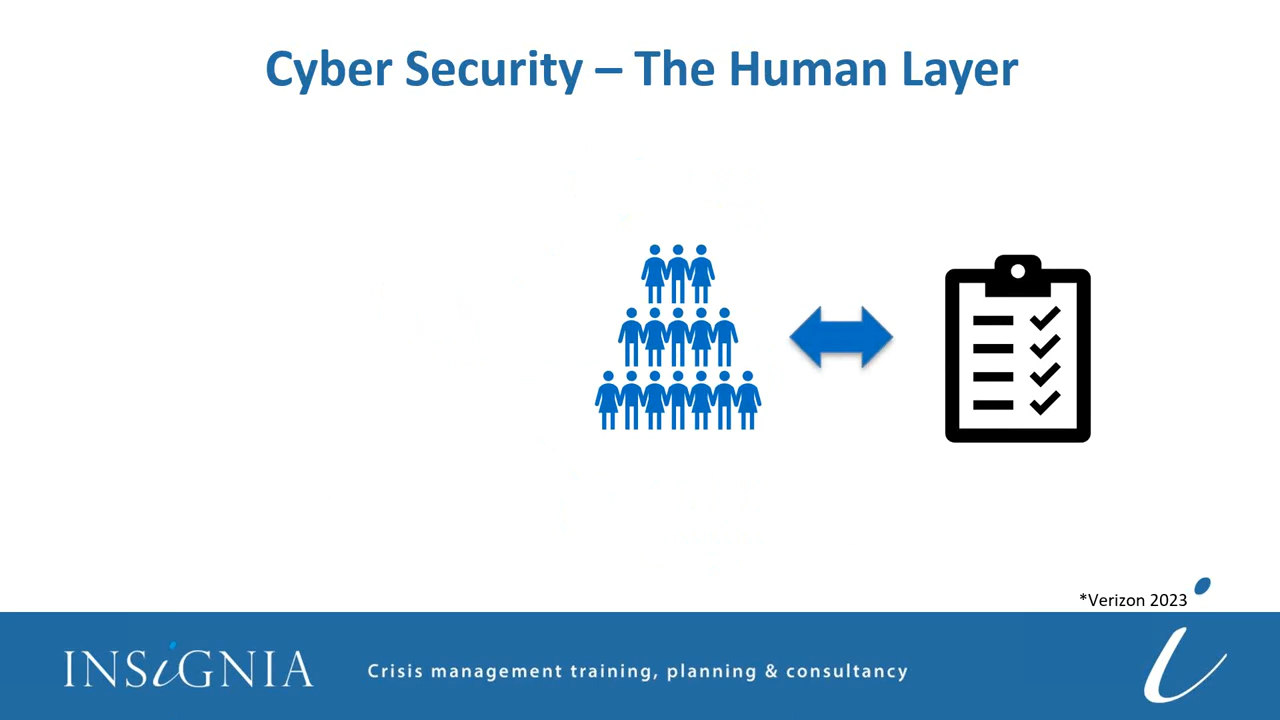 Cyber Security – The Human Layer
*Verizon 2023
INSiGNIA
Crisis management training, planning & consultancy
i